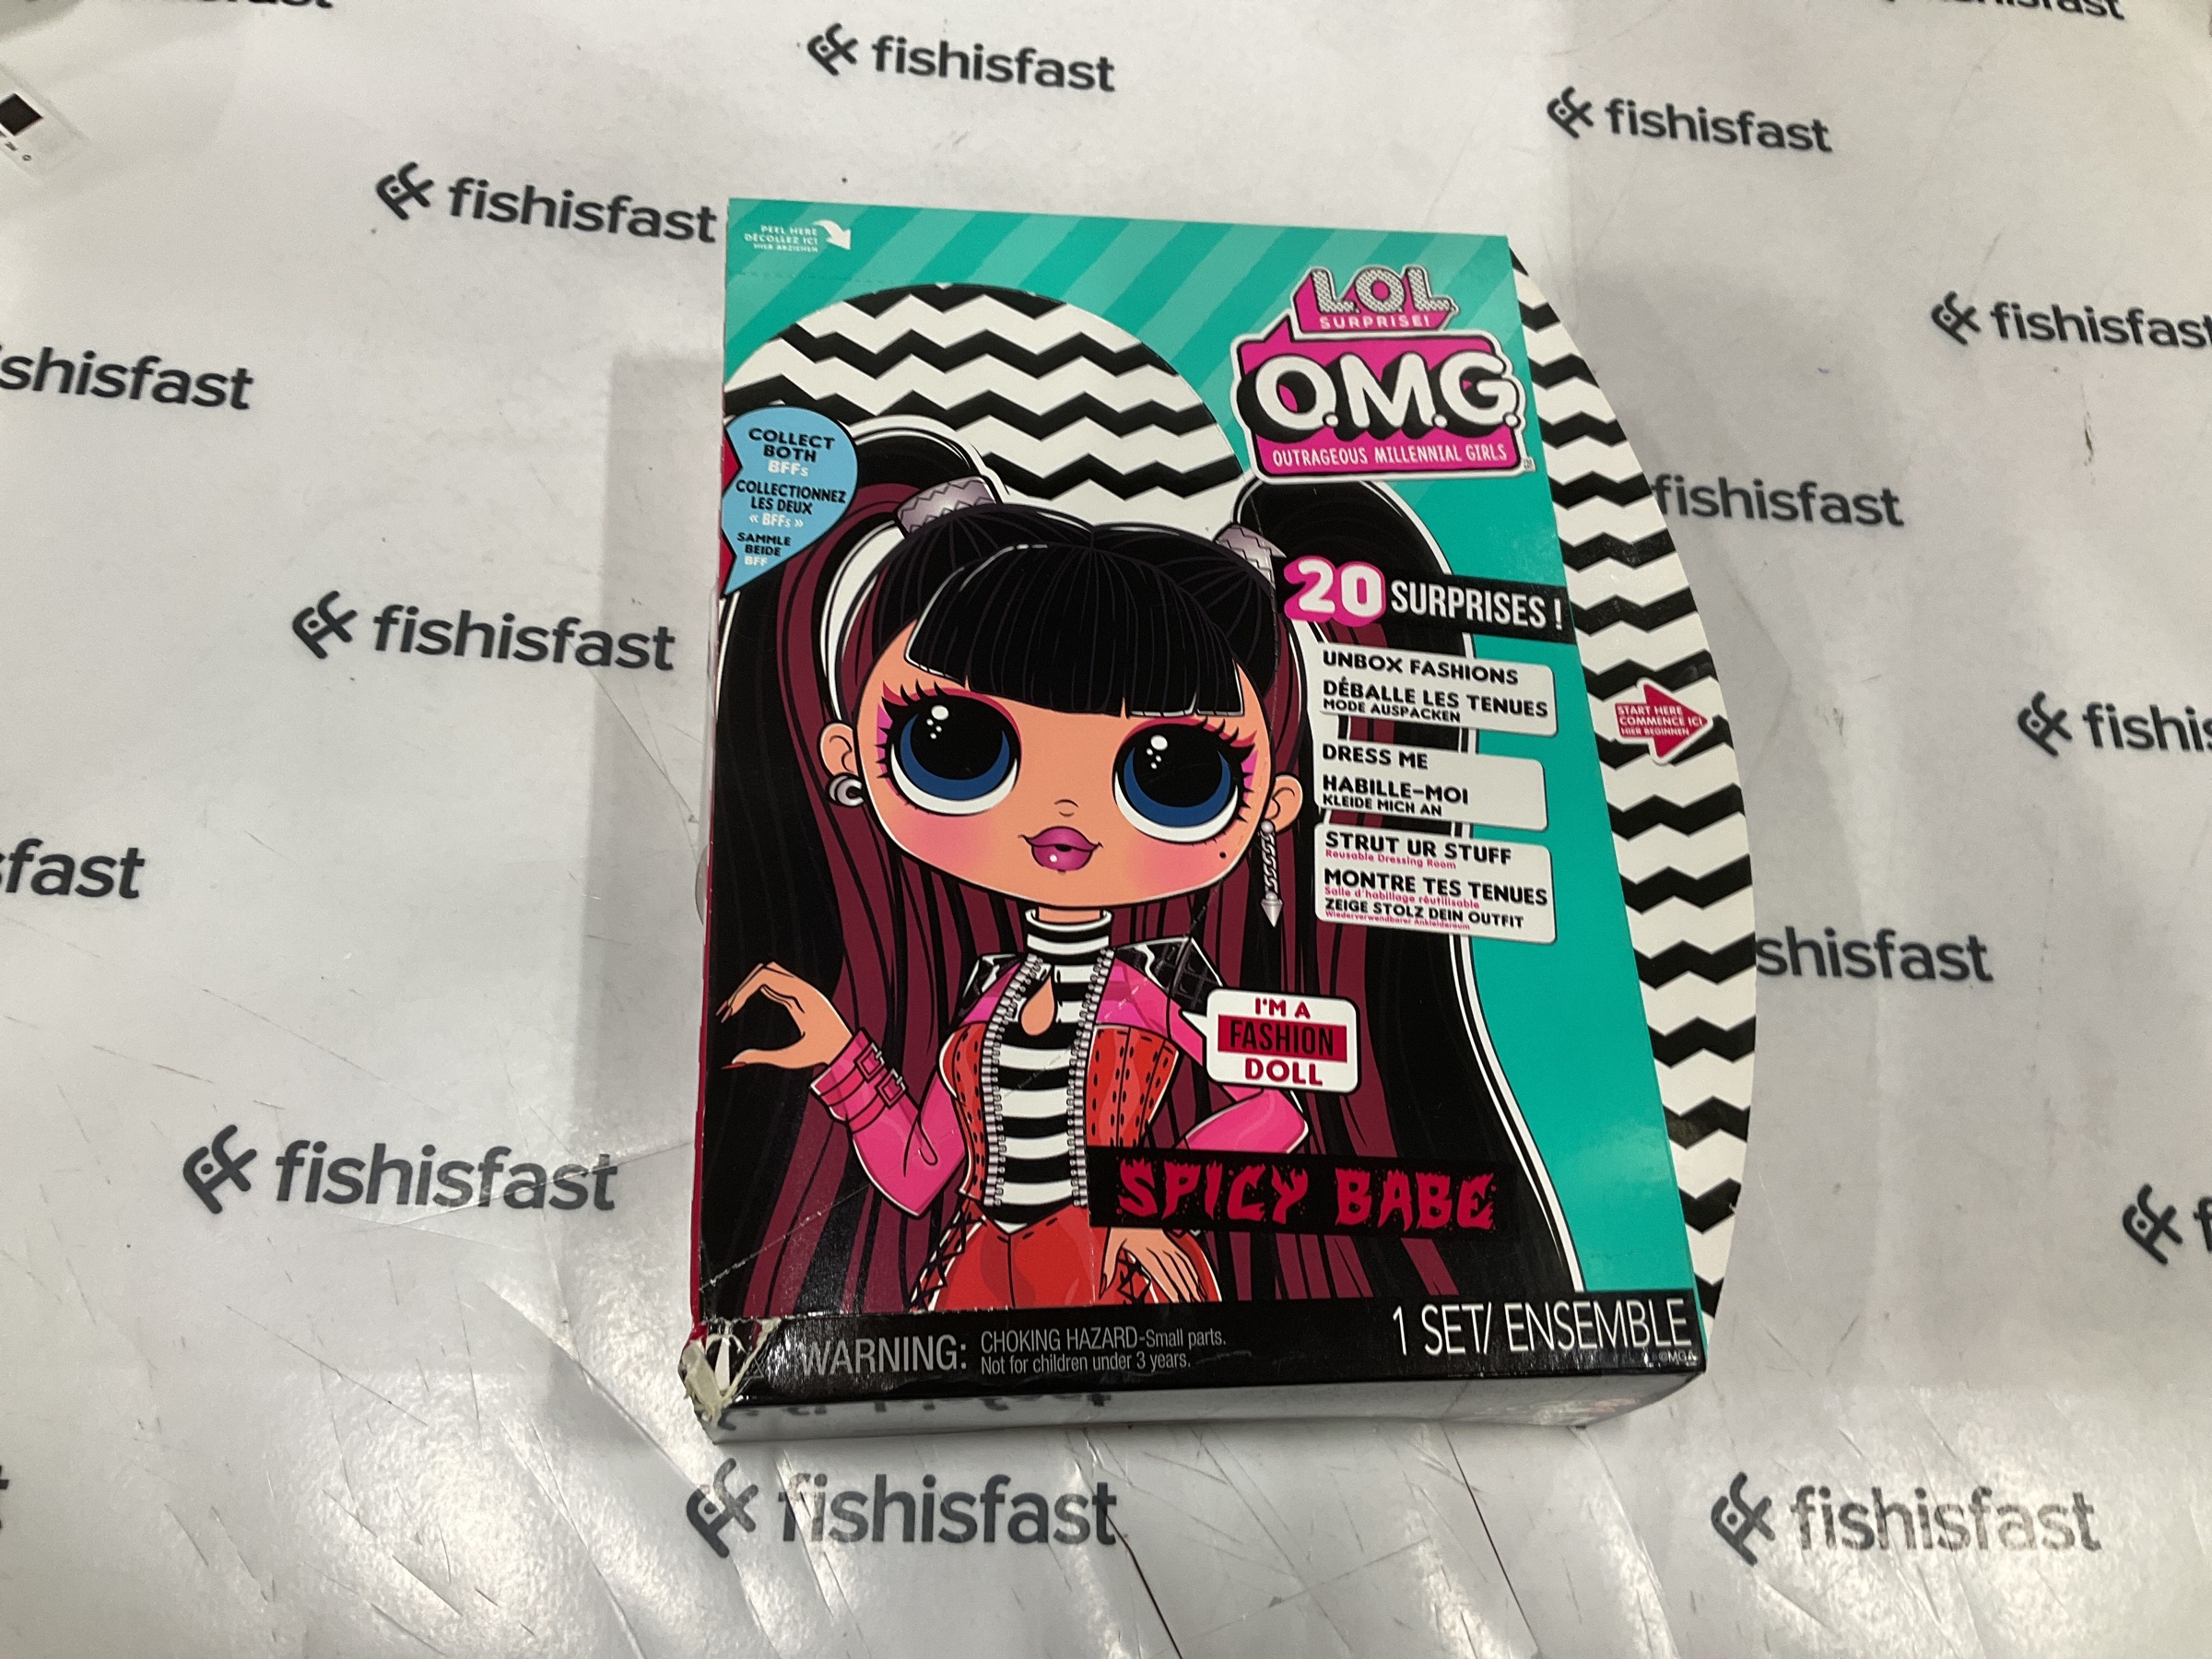 fishisfast
fishisfast
fishisfast
fishisfast
shisfast
fishisfast
fishisfast
fast
shisfast
fishisfast
fishisfast
fishisfast
PEEL HERE
DÉCOLLEZ ICI
HIER ABZIEHEN
L.O.L.
SURPRISE!
O.M.G.
OUTRAGEOUS MILLENNIAL GIRLS
COLLECT
BOTH
BFFs
COLLECTIONNEZ
LES DEUX
« BFFs »
SAMMLE
BEIDE
BFF
20 SURPRISES !
UNBOX FASHIONS
DÉBALLE LES TENUES
MODE AUSPACKEN
DRESS ME
HABILLE-MOI
KLEIDE MICH AN
STRUT UR STUFF
Reusable Dressing Room
MONTRE TES TENUES
Salle d'habillage réutilisable
ZEIGE STOLZ DEIN OUTFIT
Wiederverwendbarer Ankleideraum
START HERE
COMMENCE ICI
HIER BEGINNEN
I'M A
FASHION
DOLL
SPICY BABE
WARNING: CHOKING HAZARD-Small parts.
Not for children under 3 years.
1 SET/ ENSEMBLE
©MGA